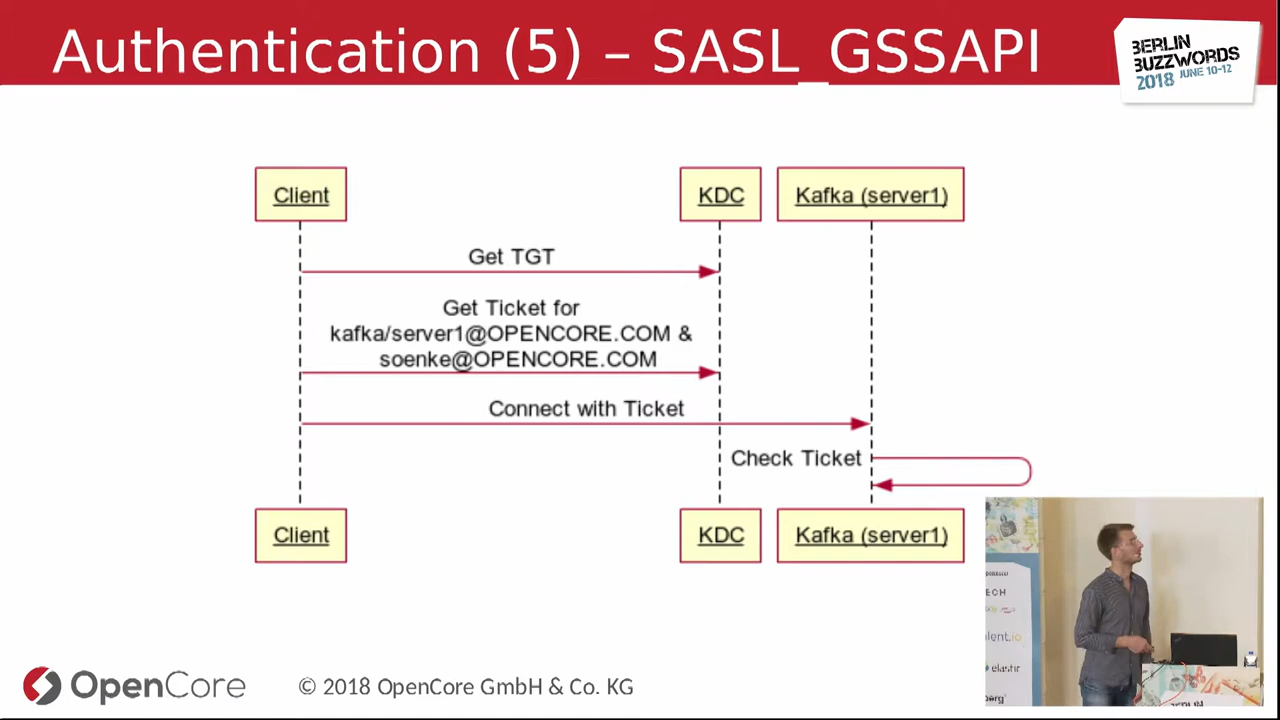 Authentication (5) – SASL_GSSAPI
BERLIN
BUZZWORDS
2018 JUNE 10-12
Client
KDC
Kafka (server1)
Get TGT
Get Ticket for
kafka/server1@OPENCORE.COM &
soenke@OPENCORE.COM
Connect with Ticket
Check Ticket
Client
KDC
Kafka (server1)
OpenCore
© 2018 OpenCore GmbH & Co. KG